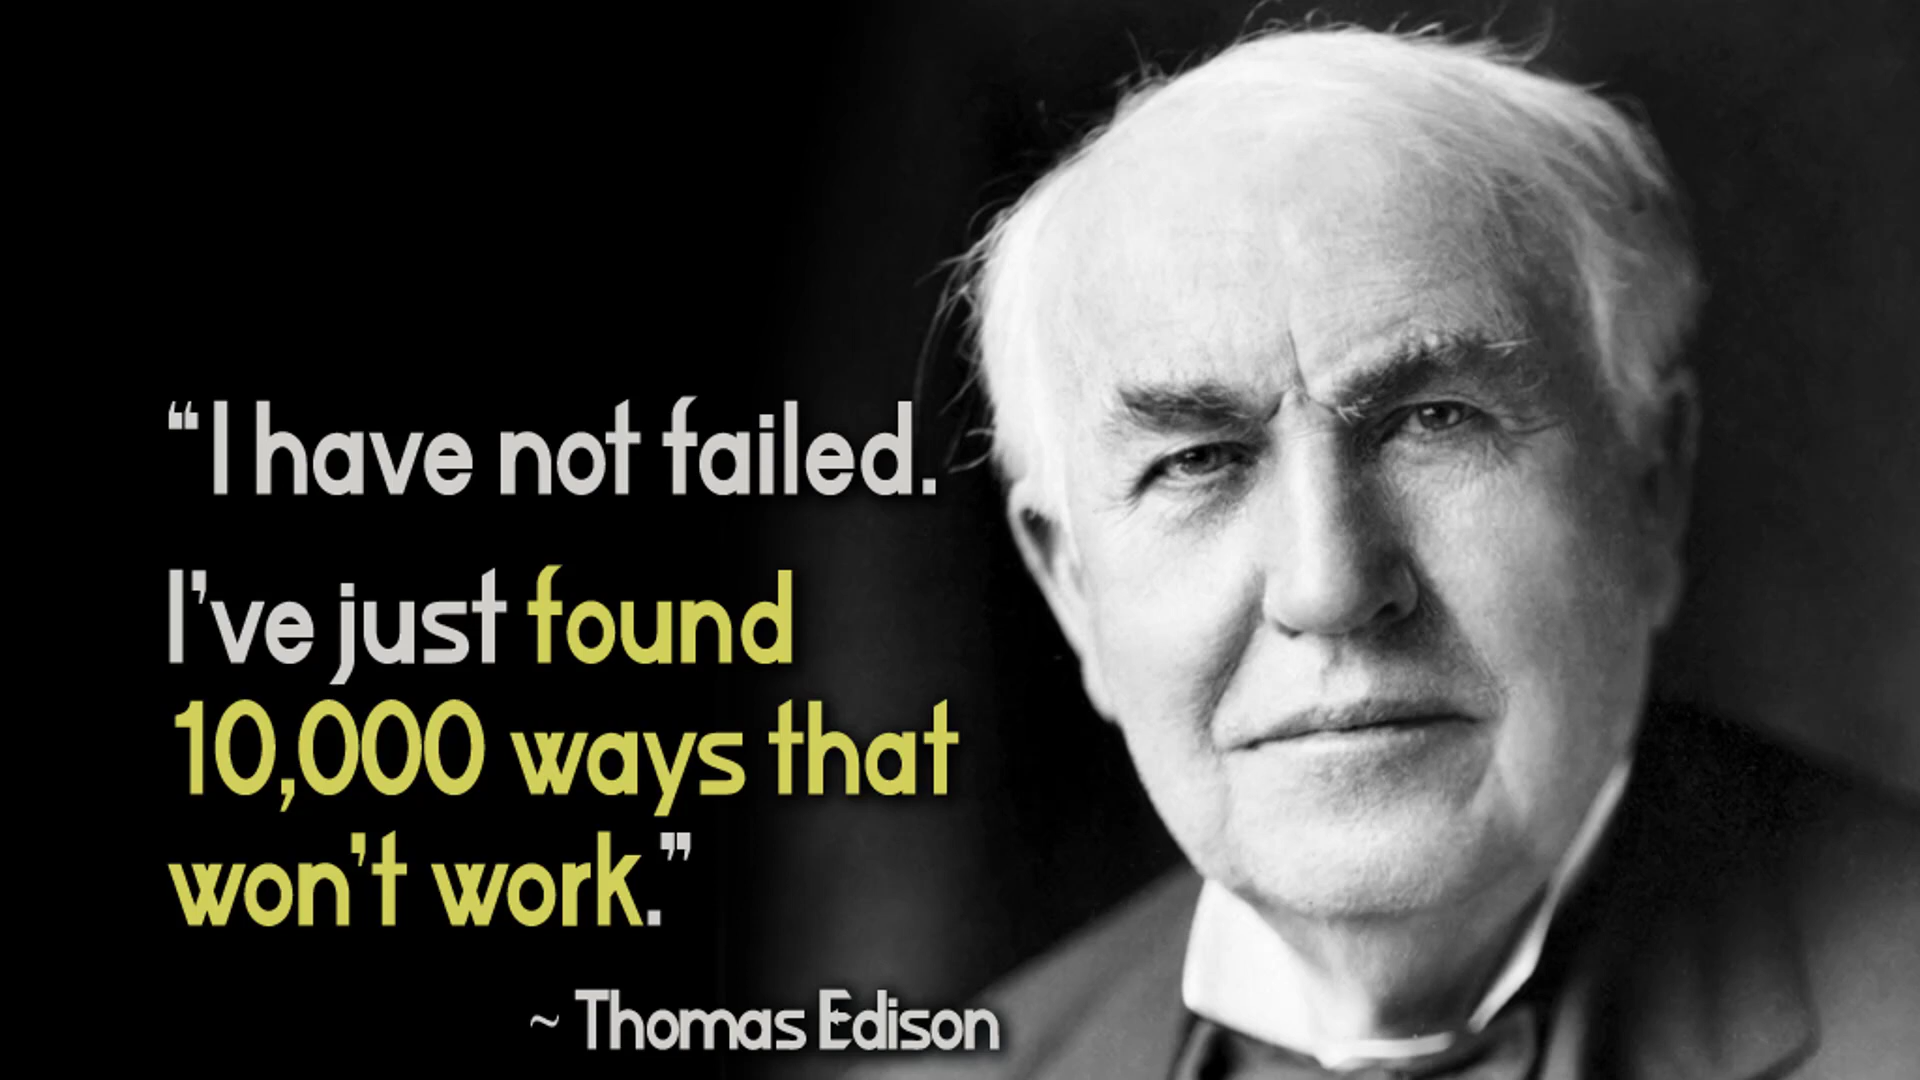 “I have not failed.
I’ve just found
10,000 ways that
won’t work.”
~ Thomas Edison